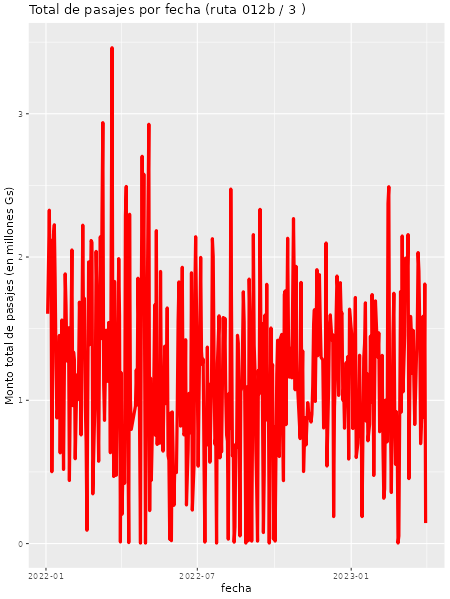 Total de pasajes por fecha (ruta 012b / 3 )
Monto total de pasajes (en millones Gs)
3
2
1
0
2022-01
2022-07
2023-01
fecha